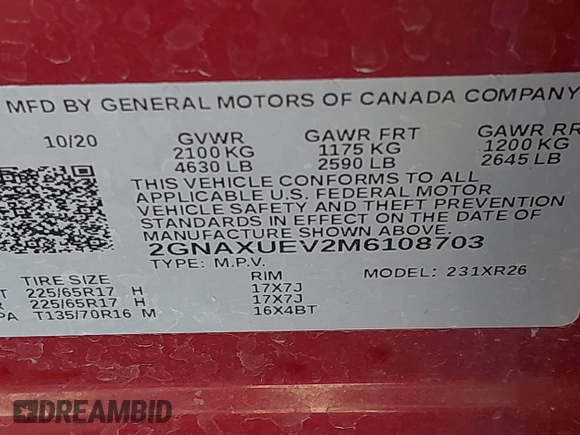 MFD BY GENERAL MOTORS OF CANADA COMPANY
10/20 GVWR GAWR FRT GAWR RR
2100 KG 1175 KG 1200 KG
4630 LB 2590 LB 2645 LB
THIS VEHICLE CONFORMS TO ALL
APPLICABLE U.S. FEDERAL MOTOR
VEHICLE SAFETY AND THEFT PREVENTION
STANDARDS IN EFFECT ON THE DATE OF
MANUFACTURE SHOWN ABOVE.
2GNAXUEV2M6108703
TYPE: M.P.V. MODEL: 231XR26
TIRE SIZE RIM
T 225/65R17 H 17X7J
R 225/65R17 H 17X7J
PA T135/70R16 M 16X4BT
DREAMBID